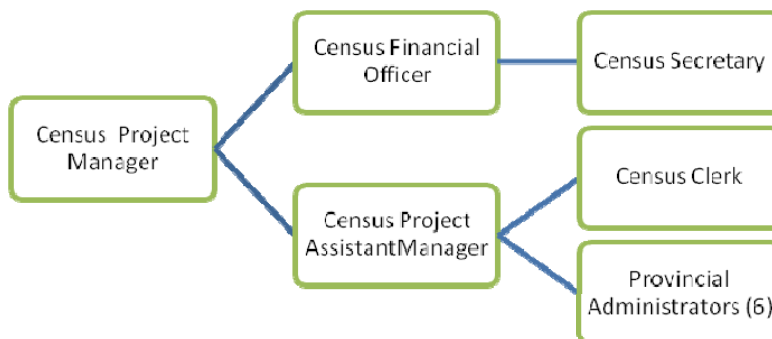 Census Financial
Officer
Census Secretary
Census Project
Manager
Census Clerk
Census Project
AssistantManager
Provincial
Administrators (6)